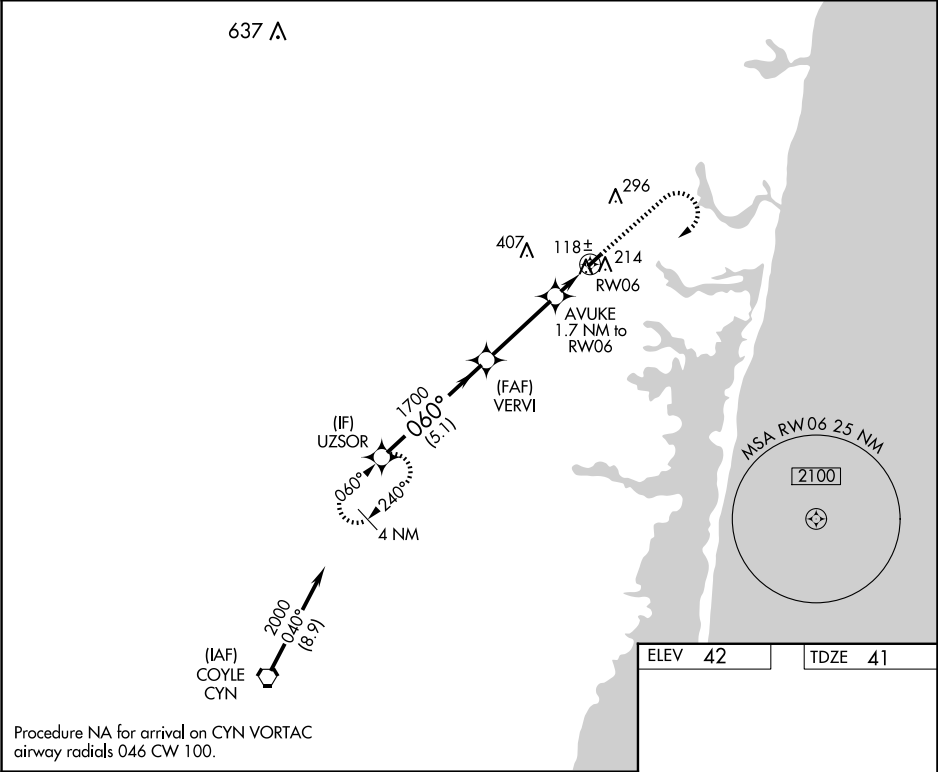 637
296
407
118±
214
RW06
AVUKE
1.7 NM to
RW06
(FAF)
VERVI
1700
060°
(5.1)
(IF)
UZSOR
060°
240°
4 NM
MSA RW06 25 NM
2100
2000
040°
(8.9)
(IAF)
COYLE
CYN
ELEV 42
TDZE 41
Procedure NA for arrival on CYN VORTAC
airway radials 046 CW 100.